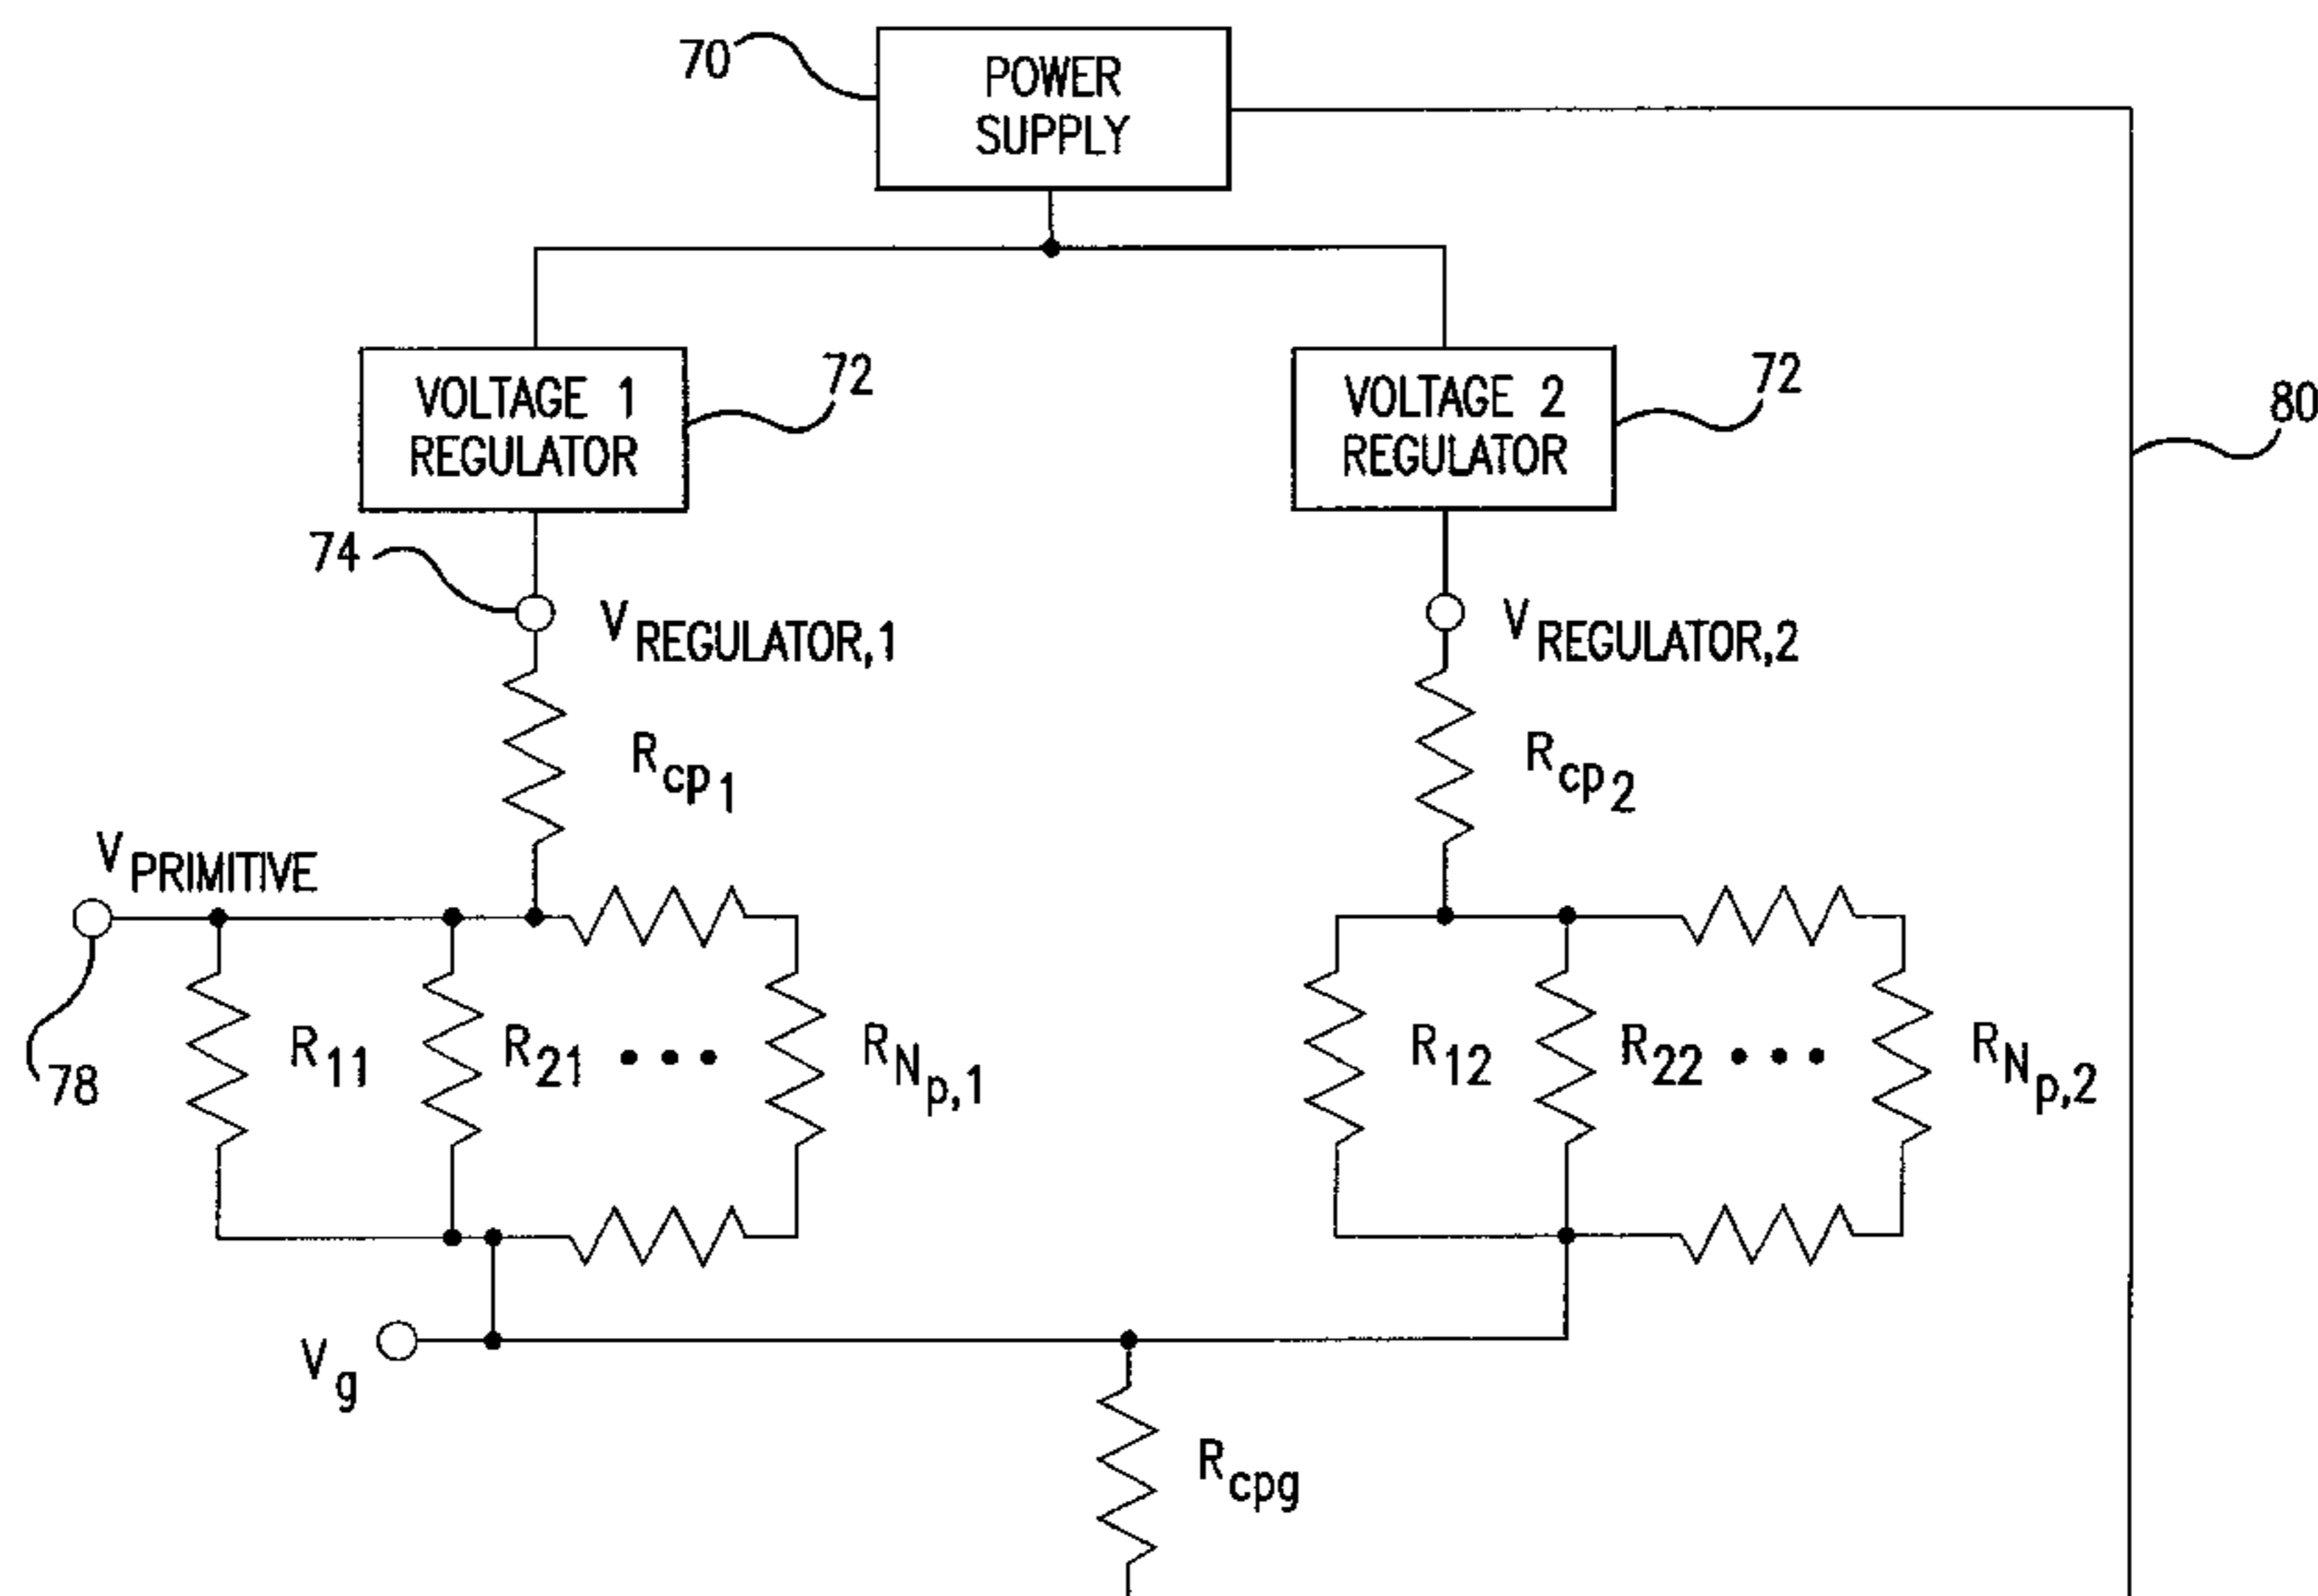 70
POWER
SUPPLY
VOLTAGE 1
REGULATOR
72
VOLTAGE 2
REGULATOR
72
80
74
VREGULATOR,1
VREGULATOR,2
Rcp1
Rcp2
VPRIMITIVE
78
R11
R21 •••
RNp,1
R12
R22 •••
RNp,2
Vg
Rcpg